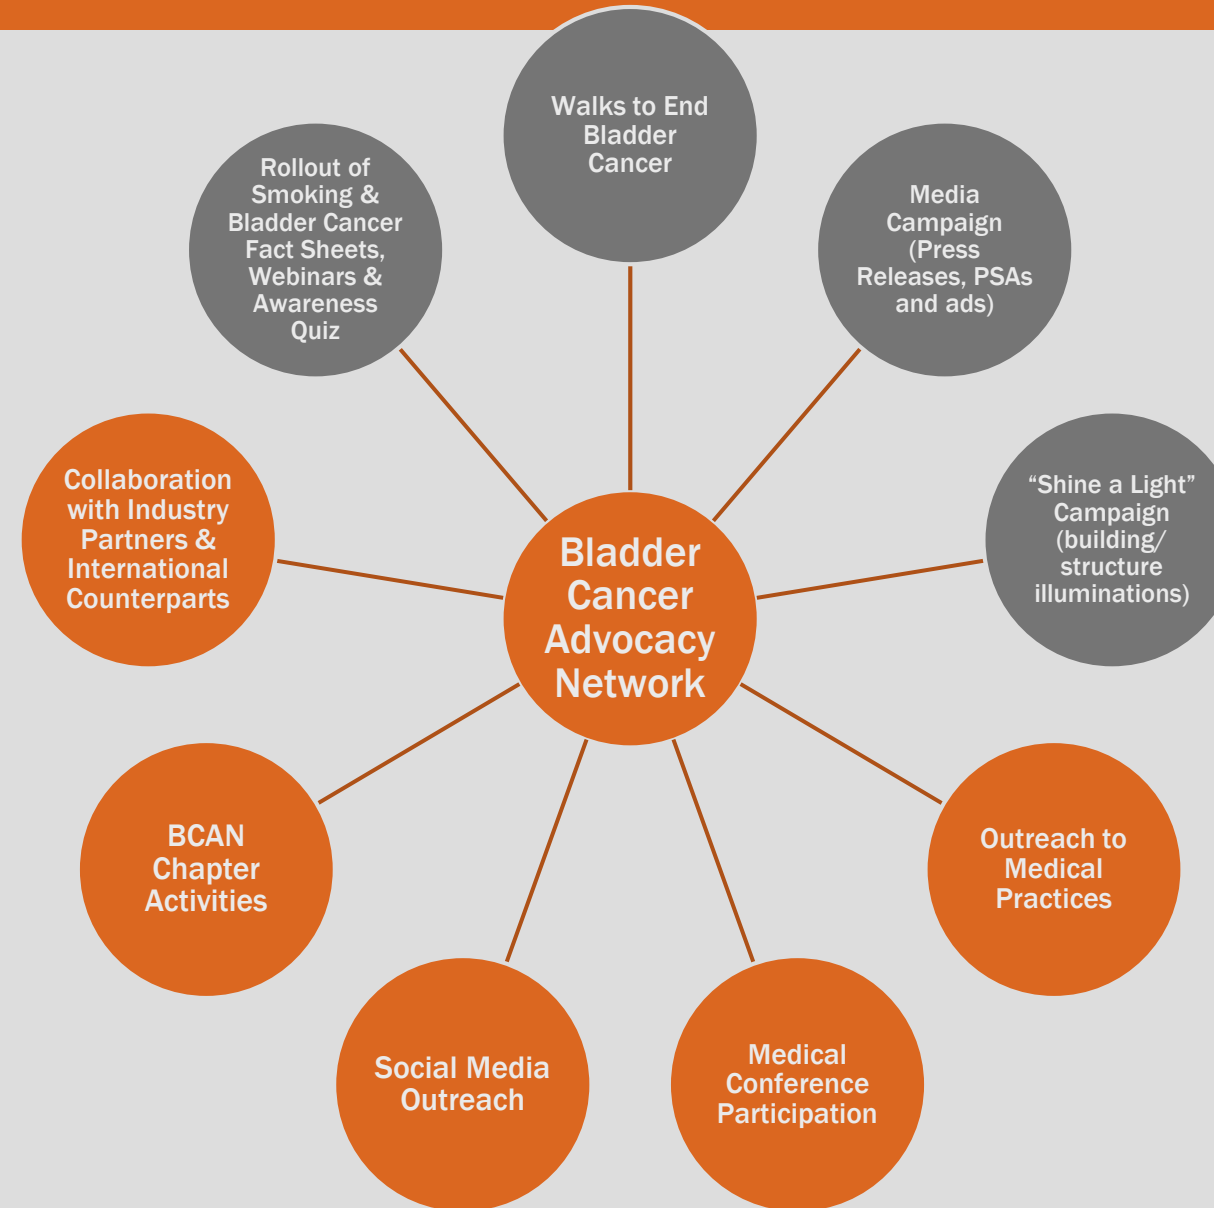 Walks to End
Bladder
Cancer
Rollout of
Smoking &
Bladder Cancer
Fact Sheets,
Webinars &
Awareness
Quiz
Media
Campaign
(Press
Releases, PSAs
and ads)
Collaboration
with Industry
Partners &
International
Counterparts
“Shine a Light”
Campaign
(building/
structure
illuminations)
Bladder
Cancer
Advocacy
Network
BCAN
Chapter
Activities
Outreach to
Medical
Practices
Social Media
Outreach
Medical
Conference
Participation